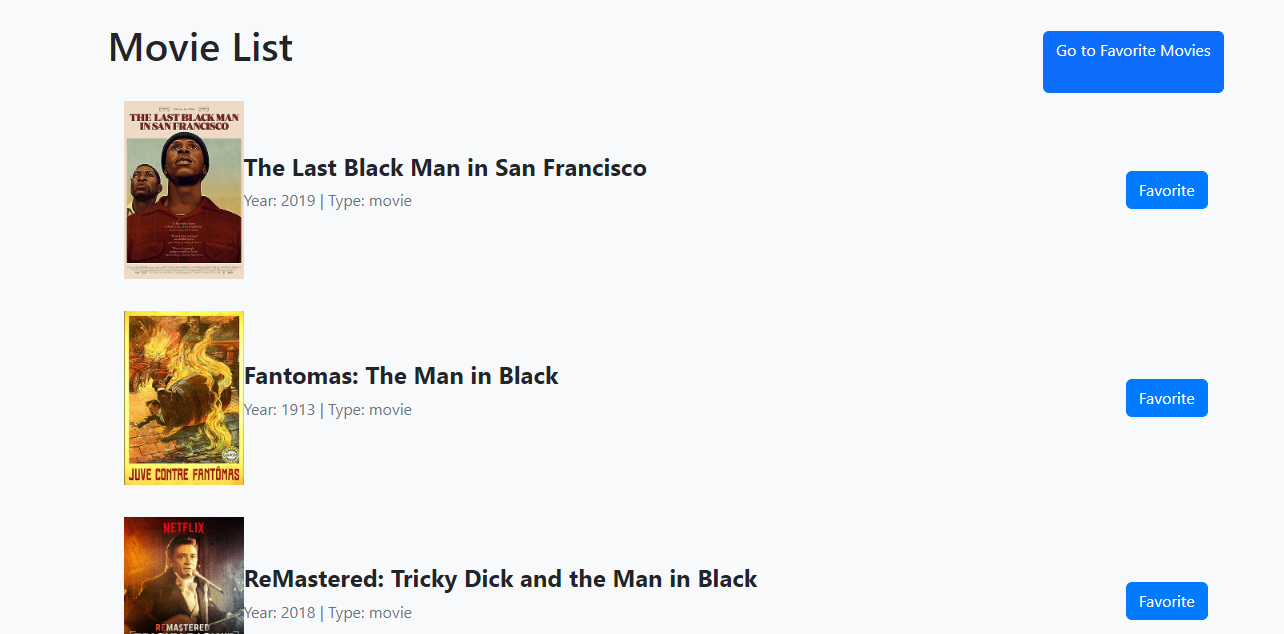 Movie List
Go to Favorite Movies
THE LAST BLACK MAN
IN SAN FRANCISCO
The Last Black Man in San Francisco
Year: 2019 | Type: movie
Favorite
Fantomas: The Man in Black
Year: 1913 | Type: movie
Favorite
JUVE CONTRE FANTÔMAS
NETFLIX
ReMastered: Tricky Dick and the Man in Black
Year: 2018 | Type: movie
Favorite
REMASTERED